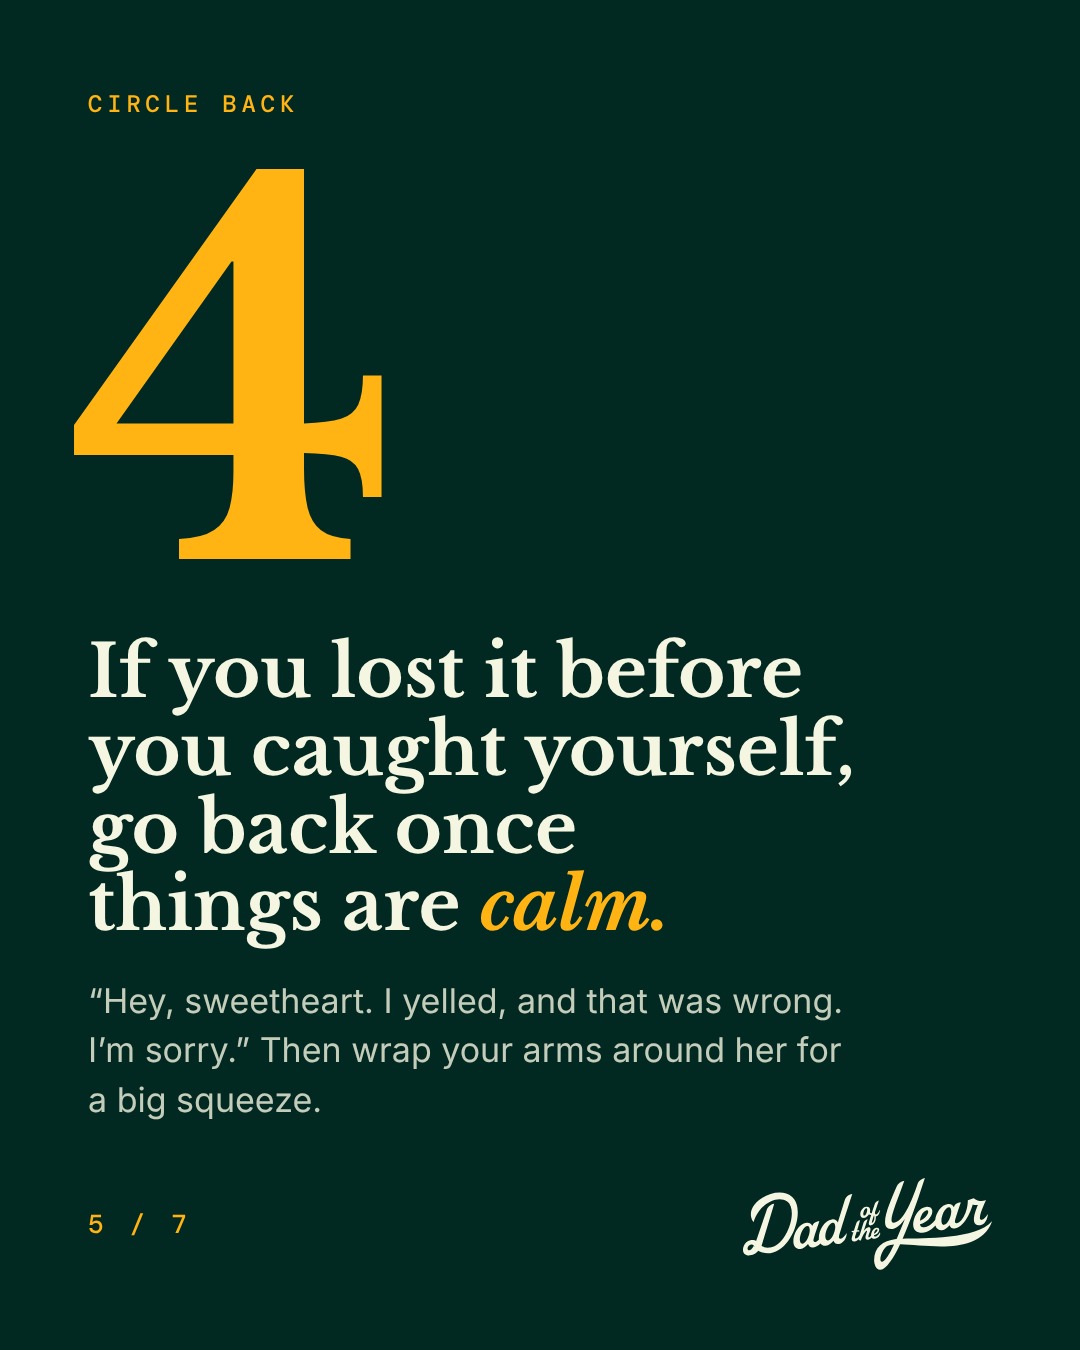 CIRCLE BACK
4
If you lost it before
you caught yourself,
go back once
things are calm.
“Hey, sweetheart. I yelled, and that was wrong.
I’m sorry.” Then wrap your arms around her for
a big squeeze.
5 / 7
Dad of the Year